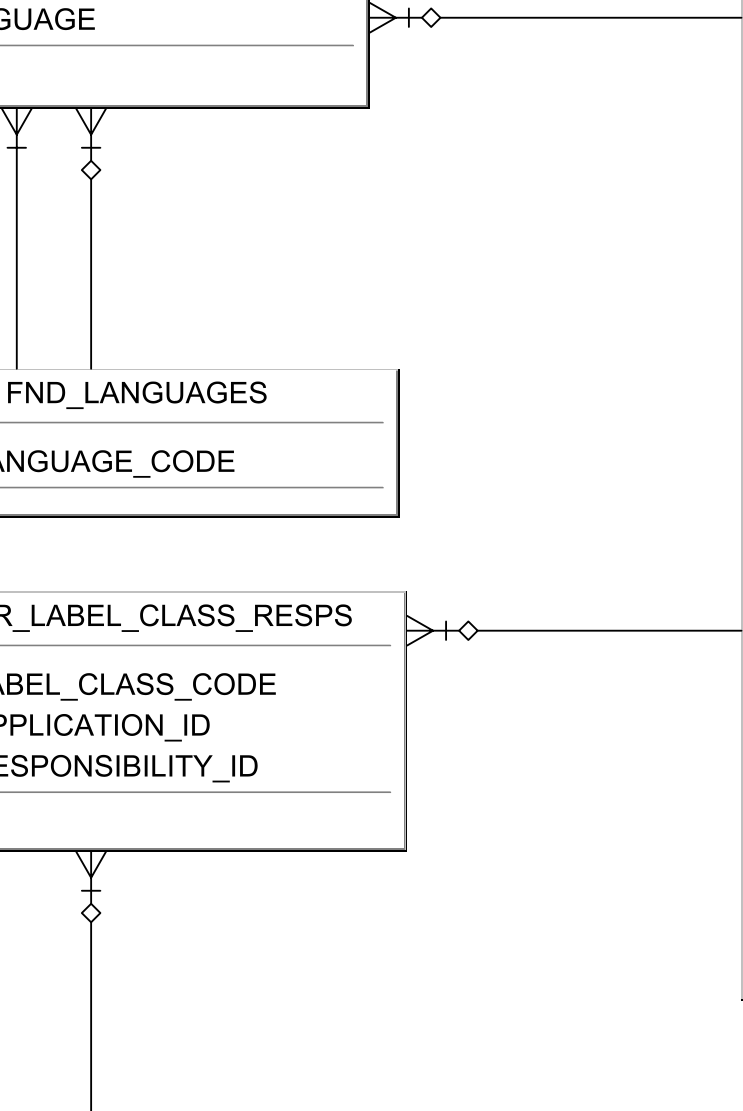 GUAGE
FND_LANGUAGES
ANGUAGE_CODE
R_LABEL_CLASS_RESPS
ABEL_CLASS_CODE
PPLICATION_ID
ESPONSIBILITY_ID